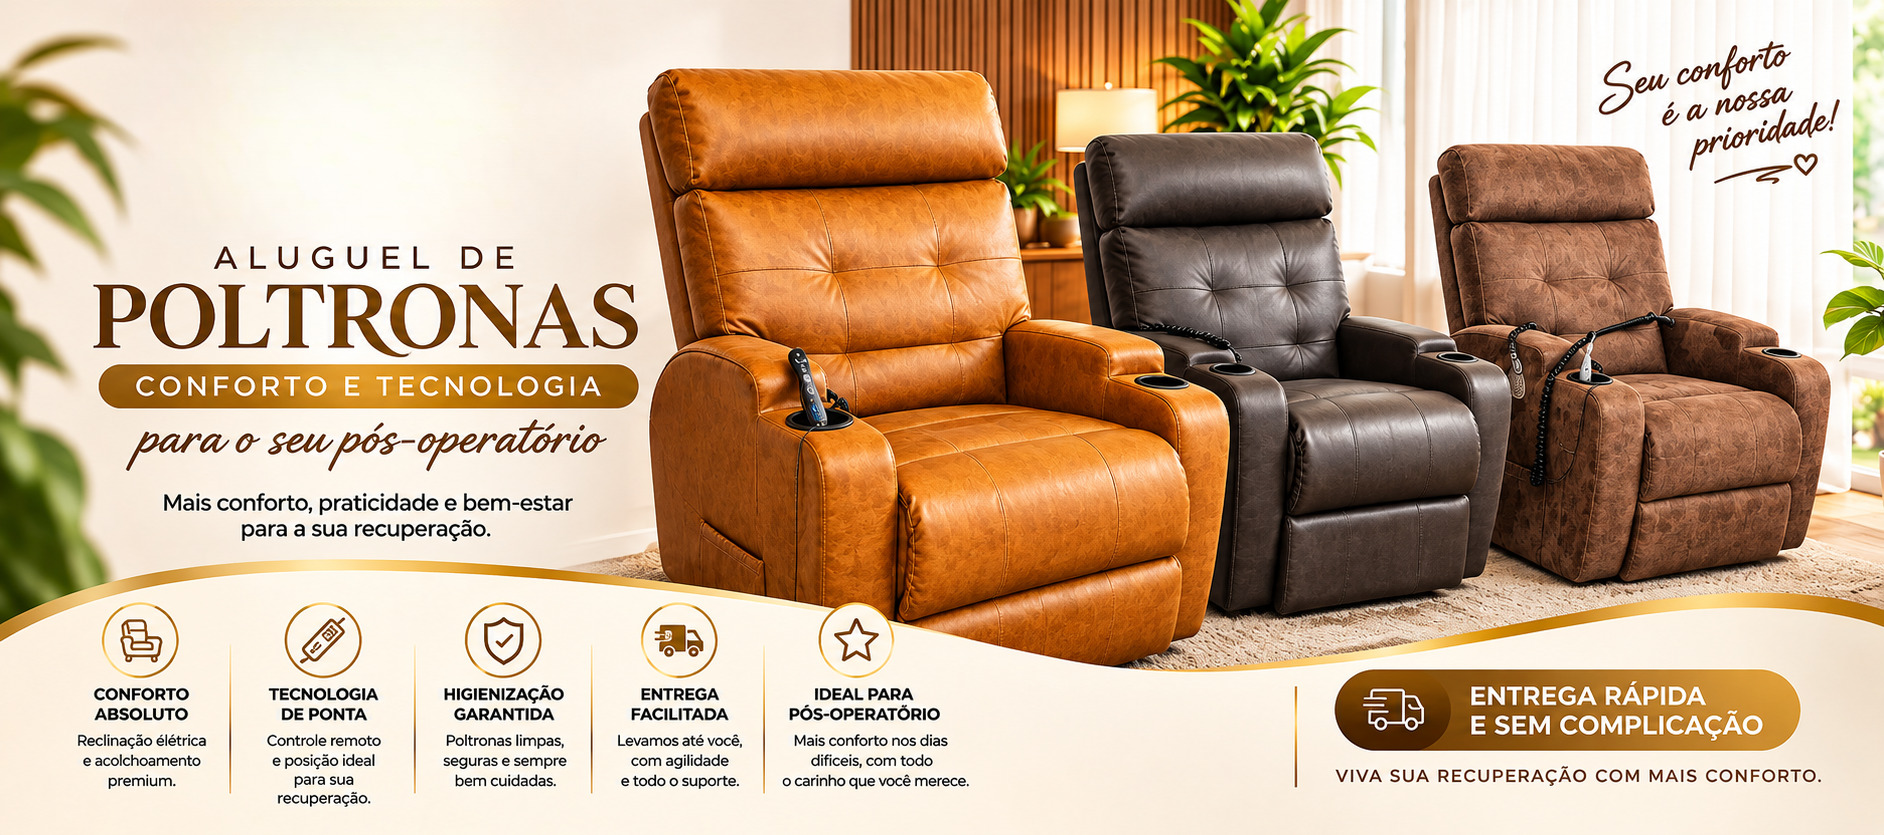 ALUGUEL DE
POLTRONAS
CONFORTO E TECNOLOGIA
para o seu pós-operatório
Mais conforto, praticidade e bem-estar
para a sua recuperação.
Seu conforto
é a nossa
prioridade!
CONFORTO
ABSOLUTO
Reclinação elétrica
e acolchoamento
premium.
TECNOLOGIA
DE PONTA
Controle remoto
e posição ideal
para sua
recuperação.
HIGIENIZAÇÃO
GARANTIDA
Poltronas limpas,
seguras e sempre
bem cuidadas.
ENTREGA
FACILITADA
Levamos até você,
com agilidade
e todo o suporte.
IDEAL PARA
PÓS-OPERATÓRIO
Mais conforto nos dias
difíceis, com todo
o carinho que você merece.
ENTREGA RÁPIDA
E SEM COMPLICAÇÃO
VIVA SUA RECUPERAÇÃO COM MAIS CONFORTO.